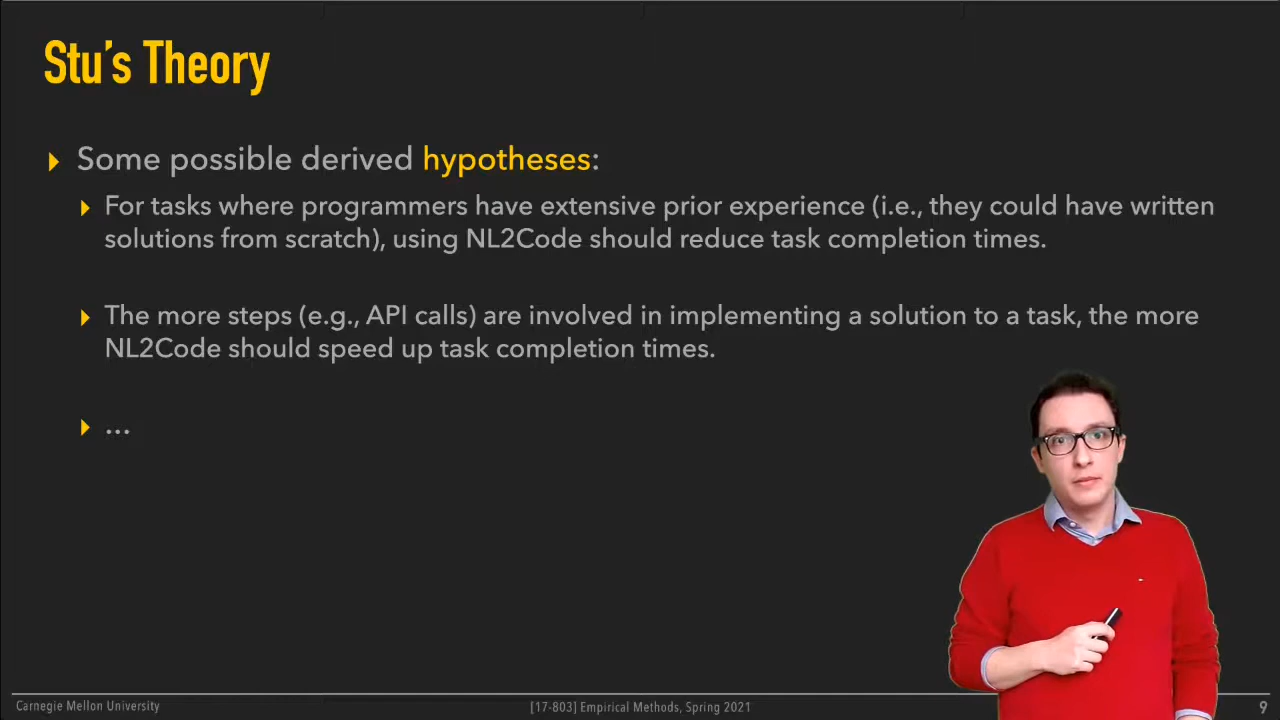 Stu's Theory
Some possible derived hypotheses:
For tasks where programmers have extensive prior experience (i.e., they could have written
solutions from scratch), using NL2Code should reduce task completion times.
The more steps (e.g., API calls) are involved in implementing a solution to a task, the more
NL2Code should speed up task completion times.
...
Carnegie Mellon University
[17-803] Empirical Methods, Spring 2021
9